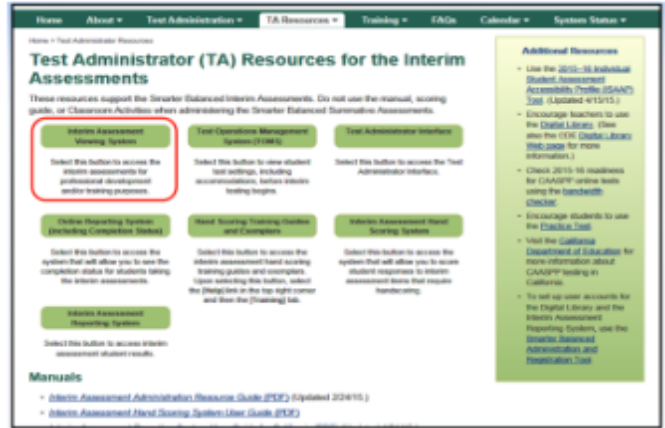 Home About Test Administration TA Resources Training FAQs Calendar System Status
Home > Test Administrator Resources
Test Administrator (TA) Resources for the Interim
Assessments
These resources support the Smarter Balanced Interim Assessments. Do not use the manual, scoring
guide, or Classroom Activities when administering the Smarter Balanced Summative Assessments.
Interim Assessment
Viewing System
Select this button to access the
interim assessments for
professional development
and/or training purposes.
Test Operations Management
System (TOMS)
Select this button to view student
test settings, including
accommodations, before interim
testing begins.
Test Administrator Interface
Select this button to access the Test
Administrator Interface.
Online Reporting System
(Including Completion Status)
Select this button to access the
system that will allow you to see the
completion status for students taking
the interim assessments.
Hand Scoring Training Guides
and Exemplars
Select this button to access the
interim assessment hand scoring
training guides and exemplars.
Upon selecting this button, select
the [Help] link in the top right corner
and then the [Training] tab.
Interim Assessment Hand
Scoring System
Select this button to access the
system that will allow you to score
student responses to interim
assessment items that require
handscoring.
Interim Assessment
Reporting System
Select this button to access interim
assessment student results.
Manuals
Interim Assessment Administration Resource Guide (PDF) (Updated 2/24/15.)
Interim Assessment Hand Scoring System User Guide (PDF)
Additional Resources
Use the 2015–16 Individual
Student Assessment
Accessibility Profile (ISAAP)
Tool. (Updated 4/15/15.)
Encourage teachers to use
the Digital Library. (See
also the CDE Digital Library
Web page for more
information.)
Check 2015-16 readiness
for CAASPP online tests
using the bandwidth
checker.
Encourage students to use
the Practice Test.
Visit the California
Department of Education for
more information about
CAASPP testing in
California.
To set up user accounts for
the Digital Library and the
Interim Assessment
Reporting System, use the
Smarter Balanced
Administration and
Registration Tool.